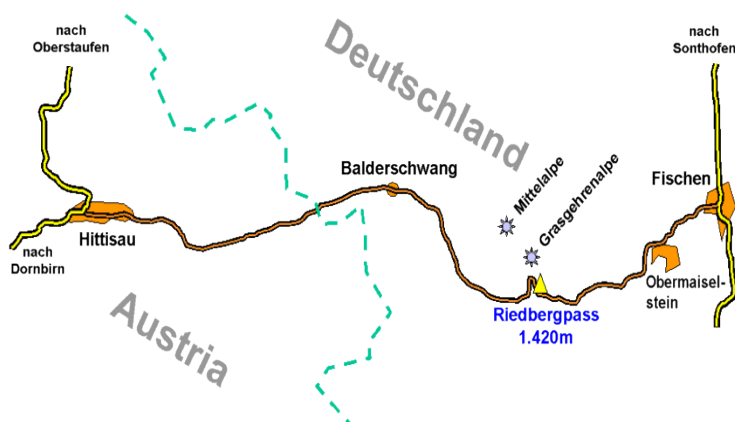 nach
Oberstaufen
Deutschland
nach
Sonthofen
Balderschwang
Mittelalpe
Grasgehrenalpe
Fischen
Hittisau
nach
Dornbirn
Obermaisel-
stein
Riedbergpass
1.420m
Austria